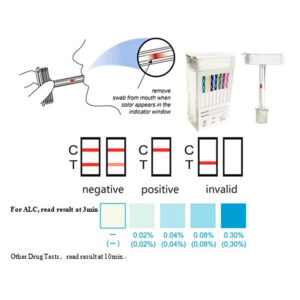 remove
swab from mouth when
color appears in the
indicator window
C
T
C
T
C
T
negative positive invalid
For ALC, read result at 3min
— 0.02% 0.04% 0.08% 0.30%
(—) (0,02%) (0,04%) (0,08%) (0,30%)
Other Drug Tests， read result at 10min .